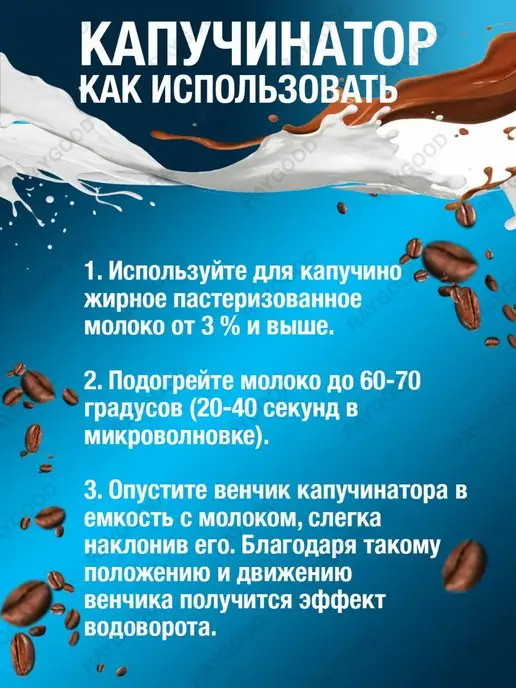 КАПУЧИНАТОР
КАК ИСПОЛЬЗОВАТЬ
1. Используйте для капучино
жирное пастеризованное
молоко от 3 % и выше.
2. Подогрейте молоко до 60-70
градусов (20-40 секунд в
микроволновке).
3. Опустите венчик капучинатора в
емкость с молоком, слегка
наклонив его. Благодаря такому
положению и движению
венчика получится эффект
водоворота.
RAYGOOD